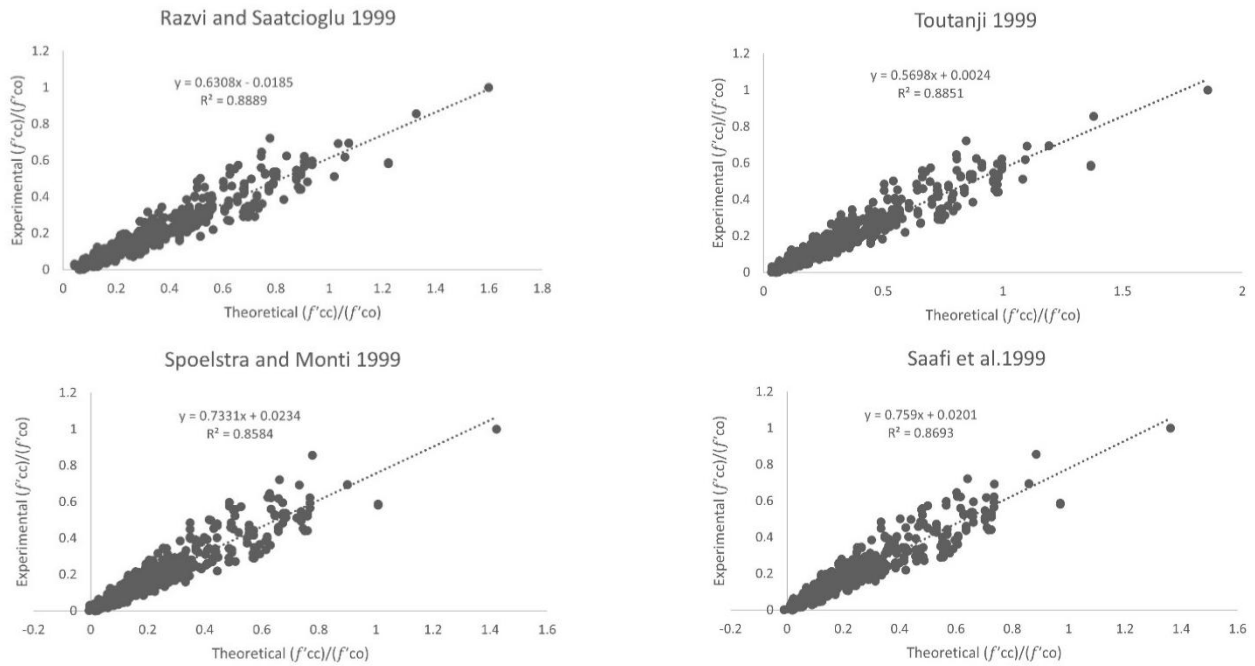 Razvi and Saatcioglu 1999
1.2
1
0.8
0.6
0.4
0.2
0
y = 0.6308x - 0.0185
R² = 0.8889
Experimental (f'cc)/(f'co)
0 0.2 0.4 0.6 0.8 1 1.2 1.4 1.6 1.8
Theoretical (f'cc)/(f'co)
Toutanji 1999
1.2
1
0.8
0.6
0.4
0.2
0
y = 0.5698x + 0.0024
R² = 0.8851
Experimental (f'cc)/(f'co)
0 0.5 1 1.5 2
Theoretical (f'cc)/(f'co)
Spoelstra and Monti 1999
1.2
1
0.8
0.6
0.4
0.2
0
y = 0.7331x + 0.0234
R² = 0.8584
Experimental (f'cc)/(f'co)
-0.2 0 0.2 0.4 0.6 0.8 1 1.2 1.4 1.6
Theoretical (f'cc)/(f'co)
Saafi et al.1999
1.2
1
0.8
0.6
0.4
0.2
0
y = 0.759x + 0.0201
R² = 0.8693
Experimental (f'cc)/(f'co)
-0.2 0 0.2 0.4 0.6 0.8 1 1.2 1.4 1.6
Theoretical (f'cc)/(f'co)